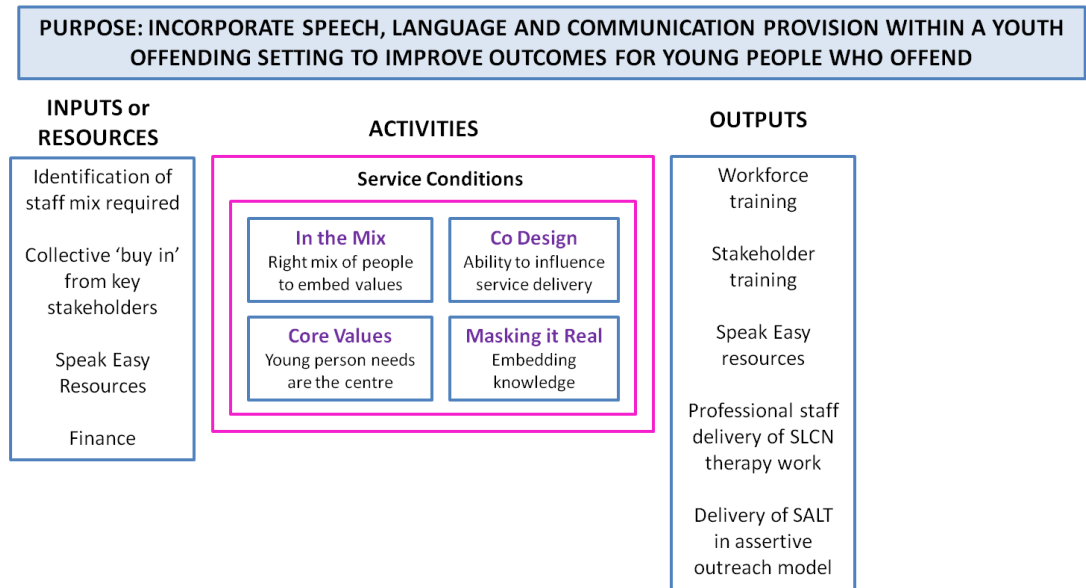 PURPOSE: INCORPORATE SPEECH, LANGUAGE AND COMMUNICATION PROVISION WITHIN A YOUTH
OFFENDING SETTING TO IMPROVE OUTCOMES FOR YOUNG PEOPLE WHO OFFEND
INPUTS or
RESOURCES
Identification of
staff mix required
Collective ‘buy in’
from key
stakeholders
Speak Easy
Resources
Finance
ACTIVITIES
Service Conditions
In the Mix
Right mix of people
to embed values
Co Design
Ability to influence
service delivery
Core Values
Young person needs
are the centre
Masking it Real
Embedding
knowledge
OUTPUTS
Workforce
training
Stakeholder
training
Speak Easy
resources
Professional staff
delivery of SLCN
therapy work
Delivery of SALT
in assertive
outreach model